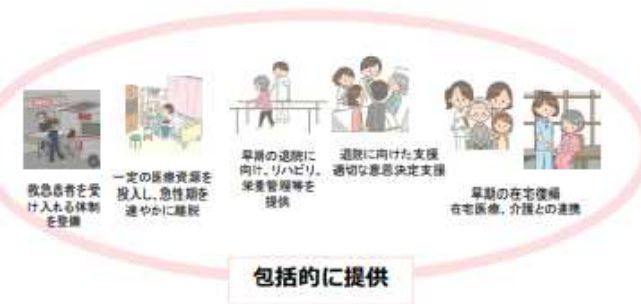 救急患者を受
け入れる体制
を整備
一定の医療資源を
投入し、急性期を
速やかに離脱
早期の退院に
向け、リハビリ、
栄養管理等を
提供
退院に向けた支援
適切な意思決定支援
早期の在宅復帰
在宅医療、介護との連携
包括的に提供